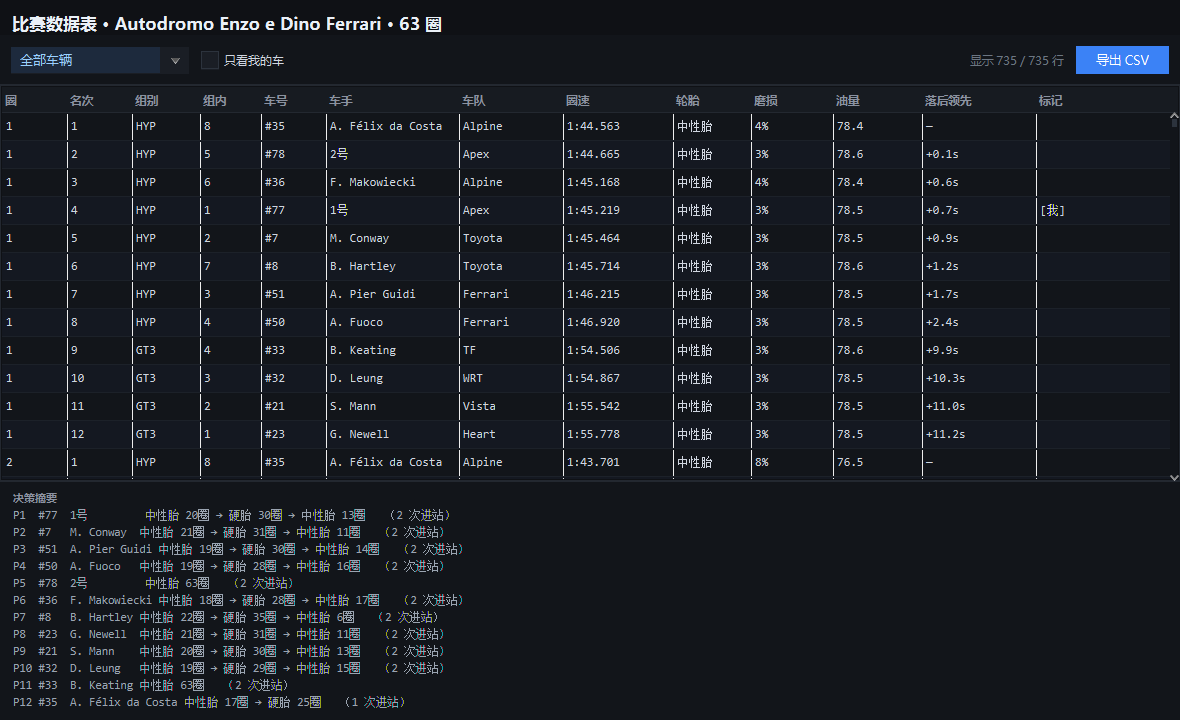 比赛数据表 • Autodromo Enzo e Dino Ferrari • 63 圈
全部车辆 只看我的车 显示 735 / 735 行 导出 CSV
圈 名次 组别 组内 车号 车手 车队 圈速 轮胎 磨损 油量 落后领先 标记
1 1 HYP 8 #35 A. Félix da Costa Alpine 1:44.563 中性胎 4% 78.4 —
1 2 HYP 5 #78 2号 Apex 1:44.665 中性胎 3% 78.6 +0.1s
1 3 HYP 6 #36 F. Makowiecki Alpine 1:45.168 中性胎 4% 78.4 +0.6s
1 4 HYP 1 #77 1号 Apex 1:45.219 中性胎 3% 78.5 +0.7s [我]
1 5 HYP 2 #7 M. Conway Toyota 1:45.464 中性胎 3% 78.5 +0.9s
1 6 HYP 7 #8 B. Hartley Toyota 1:45.714 中性胎 3% 78.6 +1.2s
1 7 HYP 3 #51 A. Pier Guidi Ferrari 1:46.215 中性胎 3% 78.5 +1.7s
1 8 HYP 4 #50 A. Fuoco Ferrari 1:46.920 中性胎 3% 78.5 +2.4s
1 9 GT3 4 #33 B. Keating TF 1:54.506 中性胎 3% 78.6 +9.9s
1 10 GT3 3 #32 D. Leung WRT 1:54.867 中性胎 3% 78.5 +10.3s
1 11 GT3 2 #21 S. Mann Vista 1:55.542 中性胎 3% 78.5 +11.0s
1 12 GT3 1 #23 G. Newell Heart 1:55.778 中性胎 3% 78.5 +11.2s
2 1 HYP 8 #35 A. Félix da Costa Alpine 1:43.701 中性胎 8% 76.5 —
决策摘要
P1 #77 1号 中性胎 20圈 → 硬胎 30圈 → 中性胎 13圈 (2 次进站)
P2 #7 M. Conway 中性胎 21圈 → 硬胎 31圈 → 中性胎 11圈 (2 次进站)
P3 #51 A. Pier Guidi 中性胎 19圈 → 硬胎 30圈 → 中性胎 14圈 (2 次进站)
P4 #50 A. Fuoco 中性胎 19圈 → 硬胎 28圈 → 中性胎 16圈 (2 次进站)
P5 #78 2号 中性胎 63圈 (2 次进站)
P6 #36 F. Makowiecki 中性胎 18圈 → 硬胎 28圈 → 中性胎 17圈 (2 次进站)
P7 #8 B. Hartley 中性胎 22圈 → 硬胎 35圈 → 中性胎 6圈 (2 次进站)
P8 #23 G. Newell 中性胎 21圈 → 硬胎 31圈 → 中性胎 11圈 (2 次进站)
P9 #21 S. Mann 中性胎 20圈 → 硬胎 30圈 → 中性胎 13圈 (2 次进站)
P10 #32 D. Leung 中性胎 19圈 → 硬胎 29圈 → 中性胎 15圈 (2 次进站)
P11 #33 B. Keating 中性胎 63圈 (2 次进站)
P12 #35 A. Félix da Costa 中性胎 17圈 → 硬胎 25圈 (1 次进站)